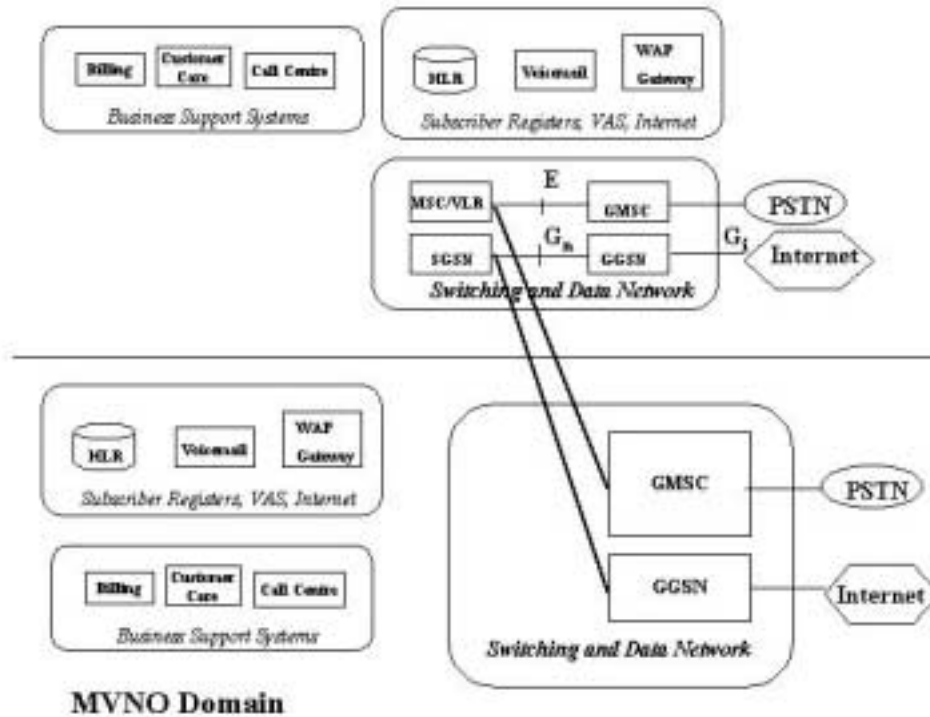 Billing
Customer
Care
Call Centre
Business Support Systems
HLR
Voicemail
WAP
Gateway
Subscriber Registers, VAS, Internet
MSC/VLR
E
GMSC
PSTN
SGSN
Gn
GGSN
Gi
Internet
Switching and Data Network
HLR
Voicemail
WAP
Gateway
Subscriber Registers, VAS, Internet
GMSC
PSTN
Billing
Customer
Care
Call Centre
Business Support Systems
GGSN
Internet
Switching and Data Network
MVNO Domain